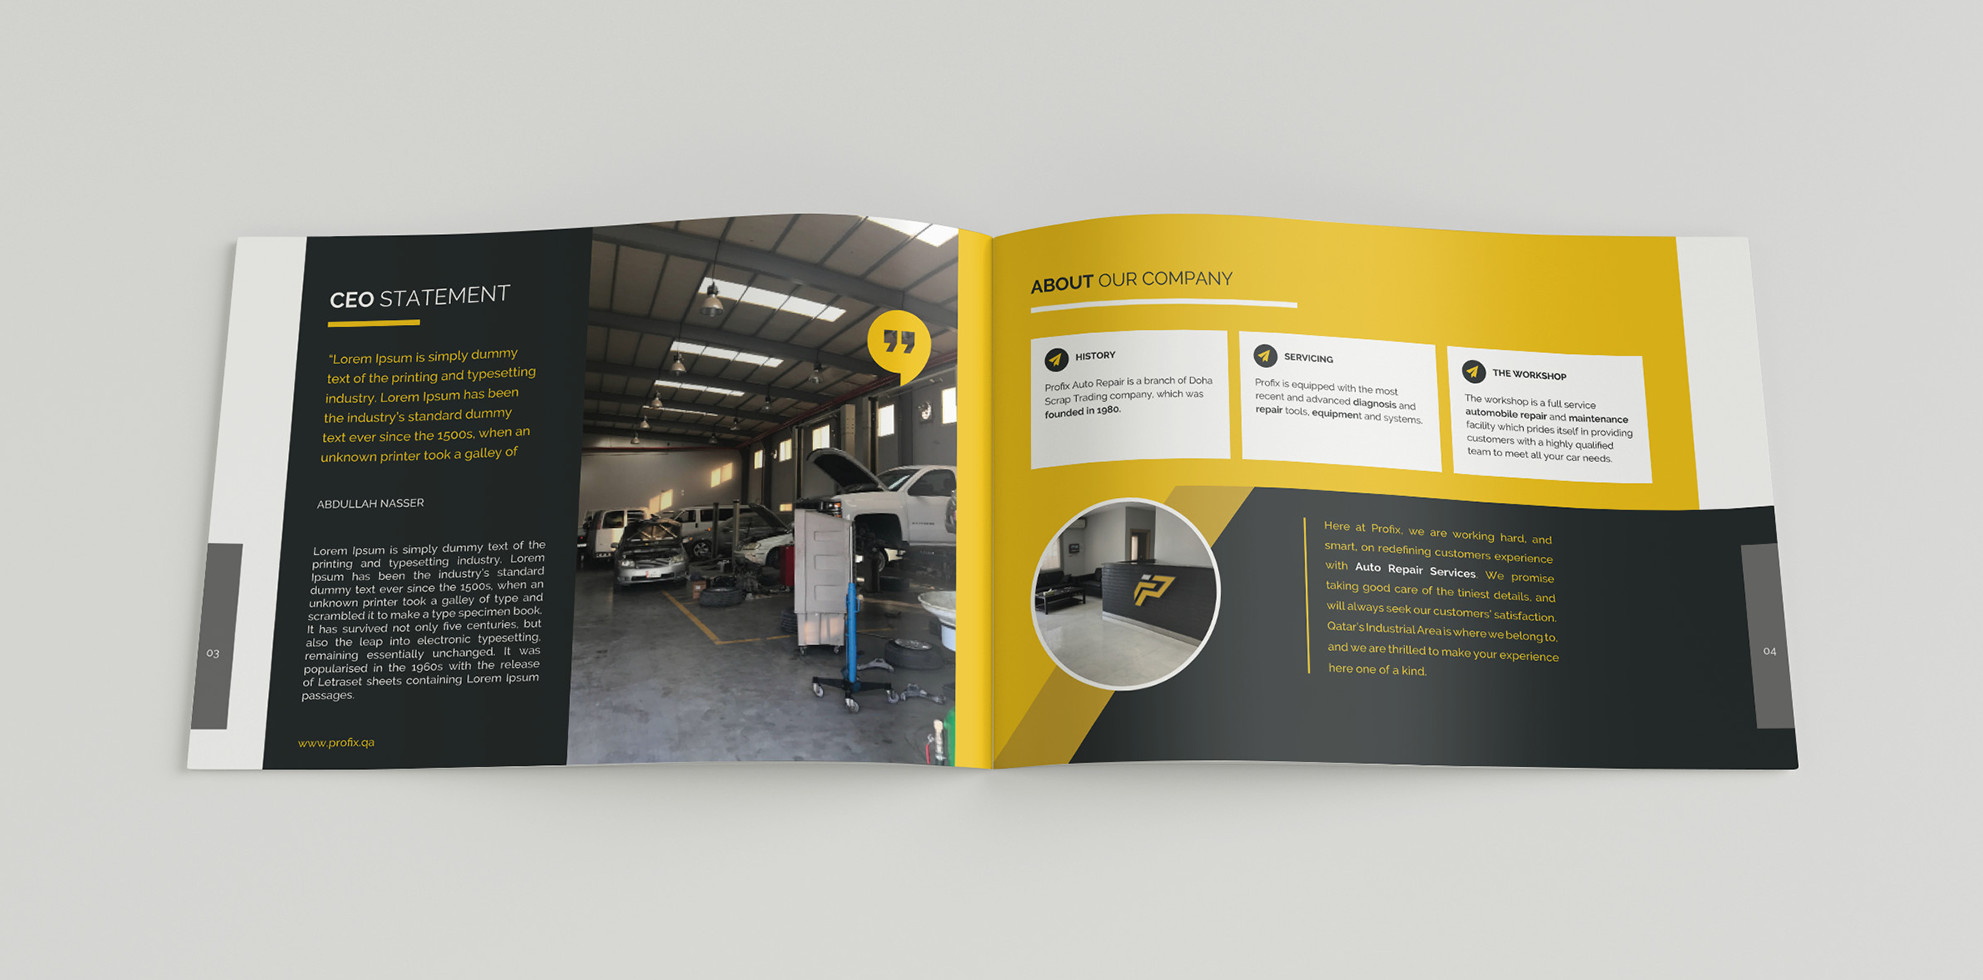 CEO STATEMENT
"Lorem Ipsum is simply dummy
text of the printing and typesetting
industry. Lorem Ipsum has been
the industry's standard dummy
text ever since the 1500s, when an
unknown printer took a galley of
ABDULLAH NASSER
Lorem Ipsum is simply dummy text of the
printing and typesetting industry. Lorem
Ipsum has been the industry's standard
dummy text ever since the 1500s, when an
unknown printer took a galley of type and
scrambled it to make a type specimen book.
It has survived not only five centuries, but
also the leap into electronic typesetting,
remaining essentially unchanged. It was
popularised in the 1960s with the release
of Letraset sheets containing Lorem Ipsum
passages.
www.profix.qa
03
ABOUT OUR COMPANY
HISTORY
Profix Auto Repair is a branch of Doha
Scrap Trading company, which was
founded in 1980.
SERVICING
Profix is equipped with the most
recent and advanced diagnosis and
repair tools, equipment and systems.
THE WORKSHOP
The workshop is a full service
automobile repair and maintenance
facility which prides itself in providing
customers with a highly qualified
team to meet all your car needs.
Here at Profix, we are working hard, and
smart, on redefining customers experience
with Auto Repair Services. We promise
taking good care of the tiniest details, and
will always seek our customers' satisfaction.
Qatar's Industrial Area is where we belong to,
and we are thrilled to make your experience
here one of a kind.
04